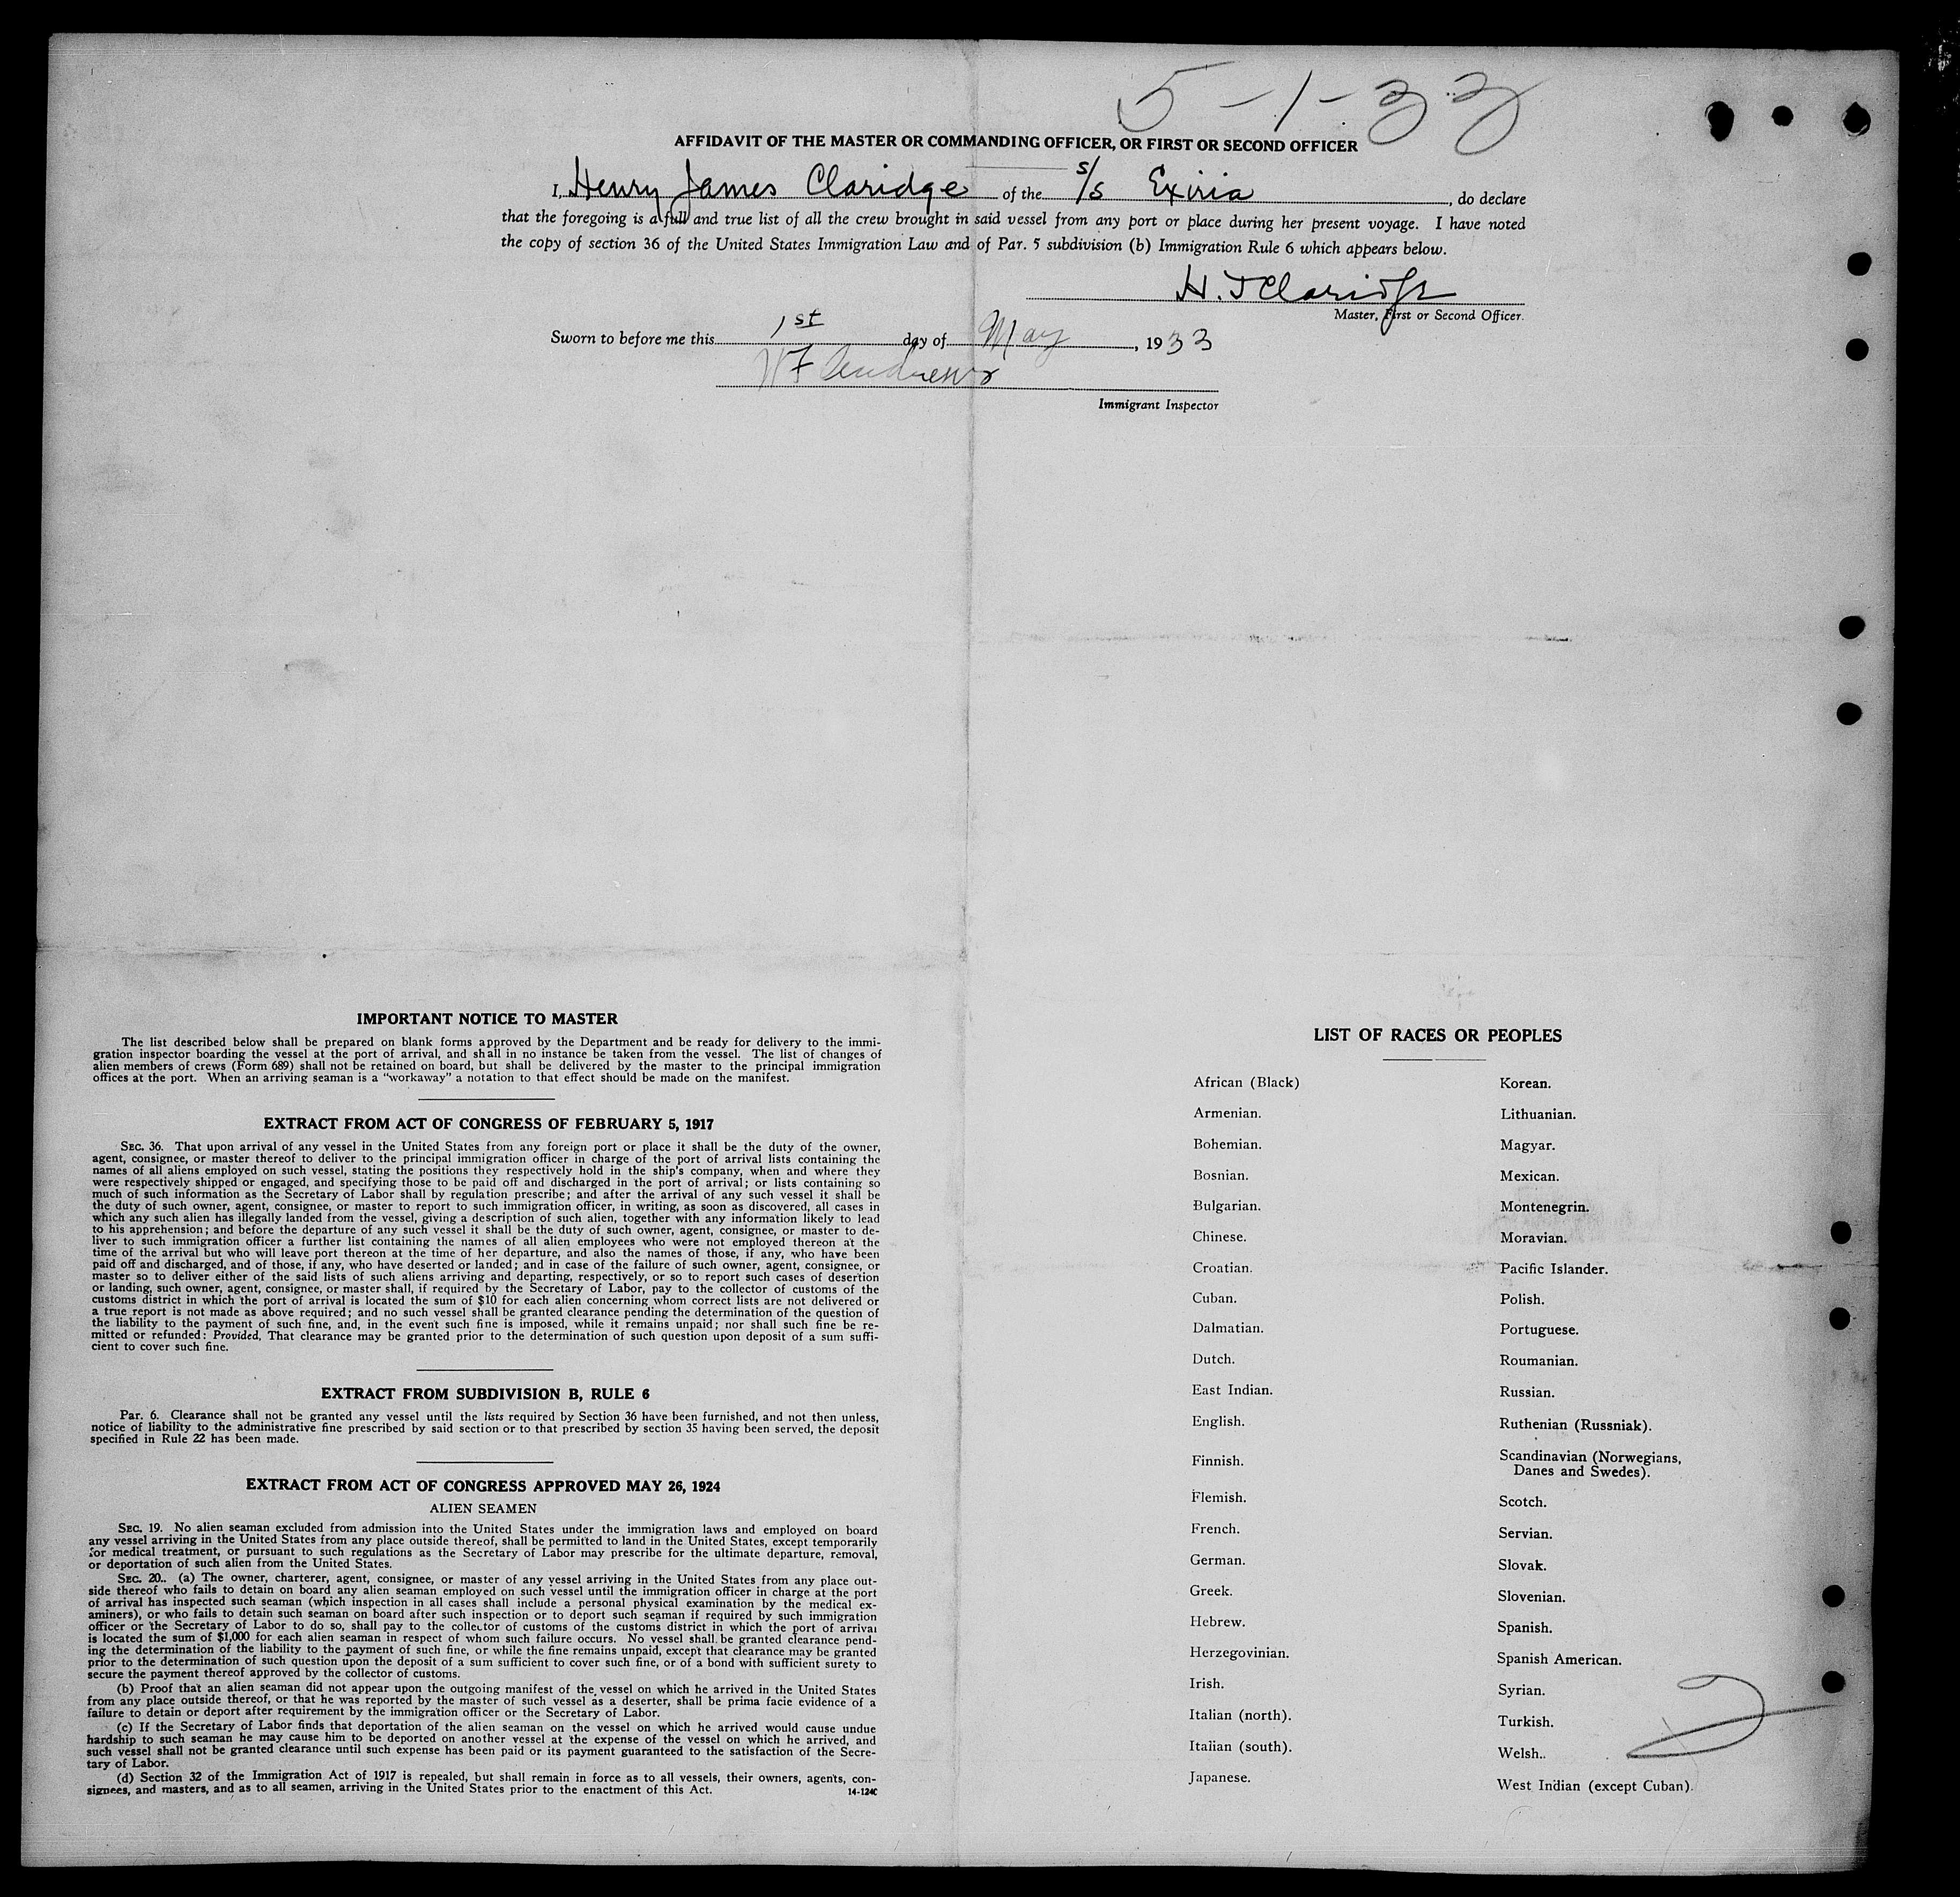 5-1-33
AFFIDAVIT OF THE MASTER OR COMMANDING OFFICER, OR FIRST OR SECOND OFFICER
I, Henry James Claridge of the s/s Exiria, do declare
that the foregoing is a full and true list of all the crew brought in said vessel from any port or place during her present voyage. I have noted
the copy of section 36 of the United States Immigration Law and of Par. 5 subdivision (b) Immigration Rule 6 which appears below.
H. J Claridge
Master, First or Second Officer.
Sworn to before me this 1st day of May, 1933
WF Andrews
Immigrant Inspector
IMPORTANT NOTICE TO MASTER
The list described below shall be prepared on blank forms approved by the Department and be ready for delivery to the immi-
gration inspector boarding the vessel at the port of arrival, and shall in no instance be taken from the vessel. The list of changes of
alien members of crews (Form 689) shall not be retained on board, but shall be delivered by the master to the principal immigration
offices at the port. When an arriving seaman is a "workaway" a notation to that effect should be made on the manifest.
EXTRACT FROM ACT OF CONGRESS OF FEBRUARY 5, 1917
SEC. 36. That upon arrival of any vessel in the United States from any foreign port or place it shall be the duty of the owner,
agent, consignee, or master thereof to deliver to the principal immigration officer in charge of the port of arrival lists containing the
names of all aliens employed on such vessel, stating the positions they respectively hold in the ship's company, when and where they
were respectively shipped or engaged, and specifying those to be paid off and discharged in the port of arrival; or lists containing so
much of such information as the Secretary of Labor shall by regulation prescribe; and after the arrival of any such vessel it shall be
the duty of such owner, agent, consignee, or master to report to such immigration officer, in writing, as soon as discovered, all cases in
which any such alien has illegally landed from the vessel, giving a description of such alien, together with any information likely to lead
to his apprehension; and before the departure of any such vessel it shall be the duty of such owner, agent, consignee, or master to de-
liver to such immigration officer a further list containing the names of all alien employees who were not employed thereon at the
time of the arrival but who will leave port thereon at the time of her departure, and also the names of those, if any, who have been
paid off and discharged, and of those, if any, who have deserted or landed; and in case of the failure of such owner, agent, consignee, or
master so to deliver either of the said lists of such aliens arriving and departing, respectively, or so to report such cases of desertion
or landing, such owner, agent, consignee, or master shall, if required by the Secretary of Labor, pay to the collector of customs of the
customs district in which the port of arrival is located the sum of $10 for each alien concerning whom correct lists are not delivered or
a true report is not made as above required; and no such vessel shall be granted clearance pending the determination of the question of
the liability to the payment of such fine, and, in the event such fine is imposed, while it remains unpaid; nor shall such fine be re-
mitted or refunded: Provided, That clearance may be granted prior to the determination of such question upon deposit of a sum suffi-
cient to cover such fine.
EXTRACT FROM SUBDIVISION B, RULE 6
Par. 6. Clearance shall not be granted any vessel until the lists required by Section 36 have been furnished, and not then unless,
notice of liability to the administrative fine prescribed by said section or to that prescribed by section 35 having been served, the deposit
specified in Rule 22 has been made.
EXTRACT FROM ACT OF CONGRESS APPROVED MAY 26, 1924
ALIEN SEAMEN
SEC. 19. No alien seaman excluded from admission into the United States under the immigration laws and employed on board
any vessel arriving in the United States from any place outside thereof, shall be permitted to land in the United States, except temporarily
for medical treatment, or pursuant to such regulations as the Secretary of Labor may prescribe for the ultimate departure, removal,
or deportation of such alien from the United States.
SEC. 20.. (a) The owner, charterer, agent, consignee, or master of any vessel arriving in the United States from any place out-
side thereof who fails to detain on board any alien seaman employed on such vessel until the immigration officer in charge at the port
of arrival has inspected such seaman (which inspection in all cases shall include a personal physical examination by the medical ex-
aminers), or who fails to detain such seaman on board after such inspection or to deport such seaman if required by such immigration
officer or the Secretary of Labor to do so, shall pay to the collector of customs of the customs district in which the port of arrival
is located the sum of $1,000 for each alien seaman in respect of whom such failure occurs. No vessel shall be granted clearance pend-
ing the determination of the liability to the payment of such fine, or while the fine remains unpaid, except that clearance may be granted
prior to the determination of such question upon the deposit of a sum sufficient to cover such fine, or of a bond with sufficient surety to
secure the payment thereof approved by the collector of customs.
(b) Proof that an alien seaman did not appear upon the outgoing manifest of the vessel on which he arrived in the United States
from any place outside thereof, or that he was reported by the master of such vessel as a deserter, shall be prima facie evidence of a
failure to detain or deport after requirement by the immigration officer or the Secretary of Labor.
(c) If the Secretary of Labor finds that deportation of the alien seaman on the vessel on which he arrived would cause undue
hardship to such seaman he may cause him to be deported on another vessel at the expense of the vessel on which he arrived, and
such vessel shall not be granted clearance until such expense has been paid or its payment guaranteed to the satisfaction of the Secre-
tary of Labor.
(d) Section 32 of the Immigration Act of 1917 is repealed, but shall remain in force as to all vessels, their owners, agents, con-
signees, and masters, and as to all seamen, arriving in the United States prior to the enactment of this Act. 14-124C
LIST OF RACES OR PEOPLES
African (Black) Korean.
Armenian. Lithuanian.
Bohemian. Magyar.
Bosnian. Mexican.
Bulgarian. Montenegrin.
Chinese. Moravian.
Croatian. Pacific Islander.
Cuban. Polish.
Dalmatian. Portuguese.
Dutch. Roumanian.
East Indian. Russian.
English. Ruthenian (Russniak).
Finnish. Scandinavian (Norwegians,
Danes and Swedes).
Flemish. Scotch.
French. Servian.
German. Slovak.
Greek. Slovenian.
Hebrew. Spanish.
Herzegovinian. Spanish American.
Irish. Syrian.
Italian (north). Turkish.
Italian (south). Welsh..
Japanese. West Indian (except Cuban).
2